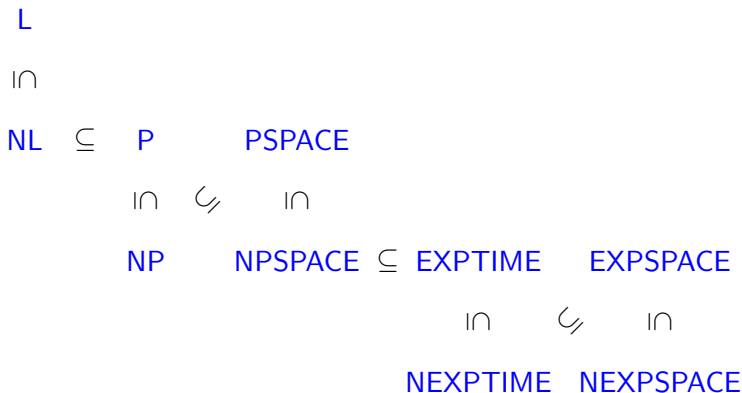 L
⊆
NL ⊆ P PSPACE
⊆ ⊆ ⊆
NP NPSPACE ⊆ EXPTIME EXPSPACE
⊆ ⊆ ⊆
NEXPTIME NEXPSPACE